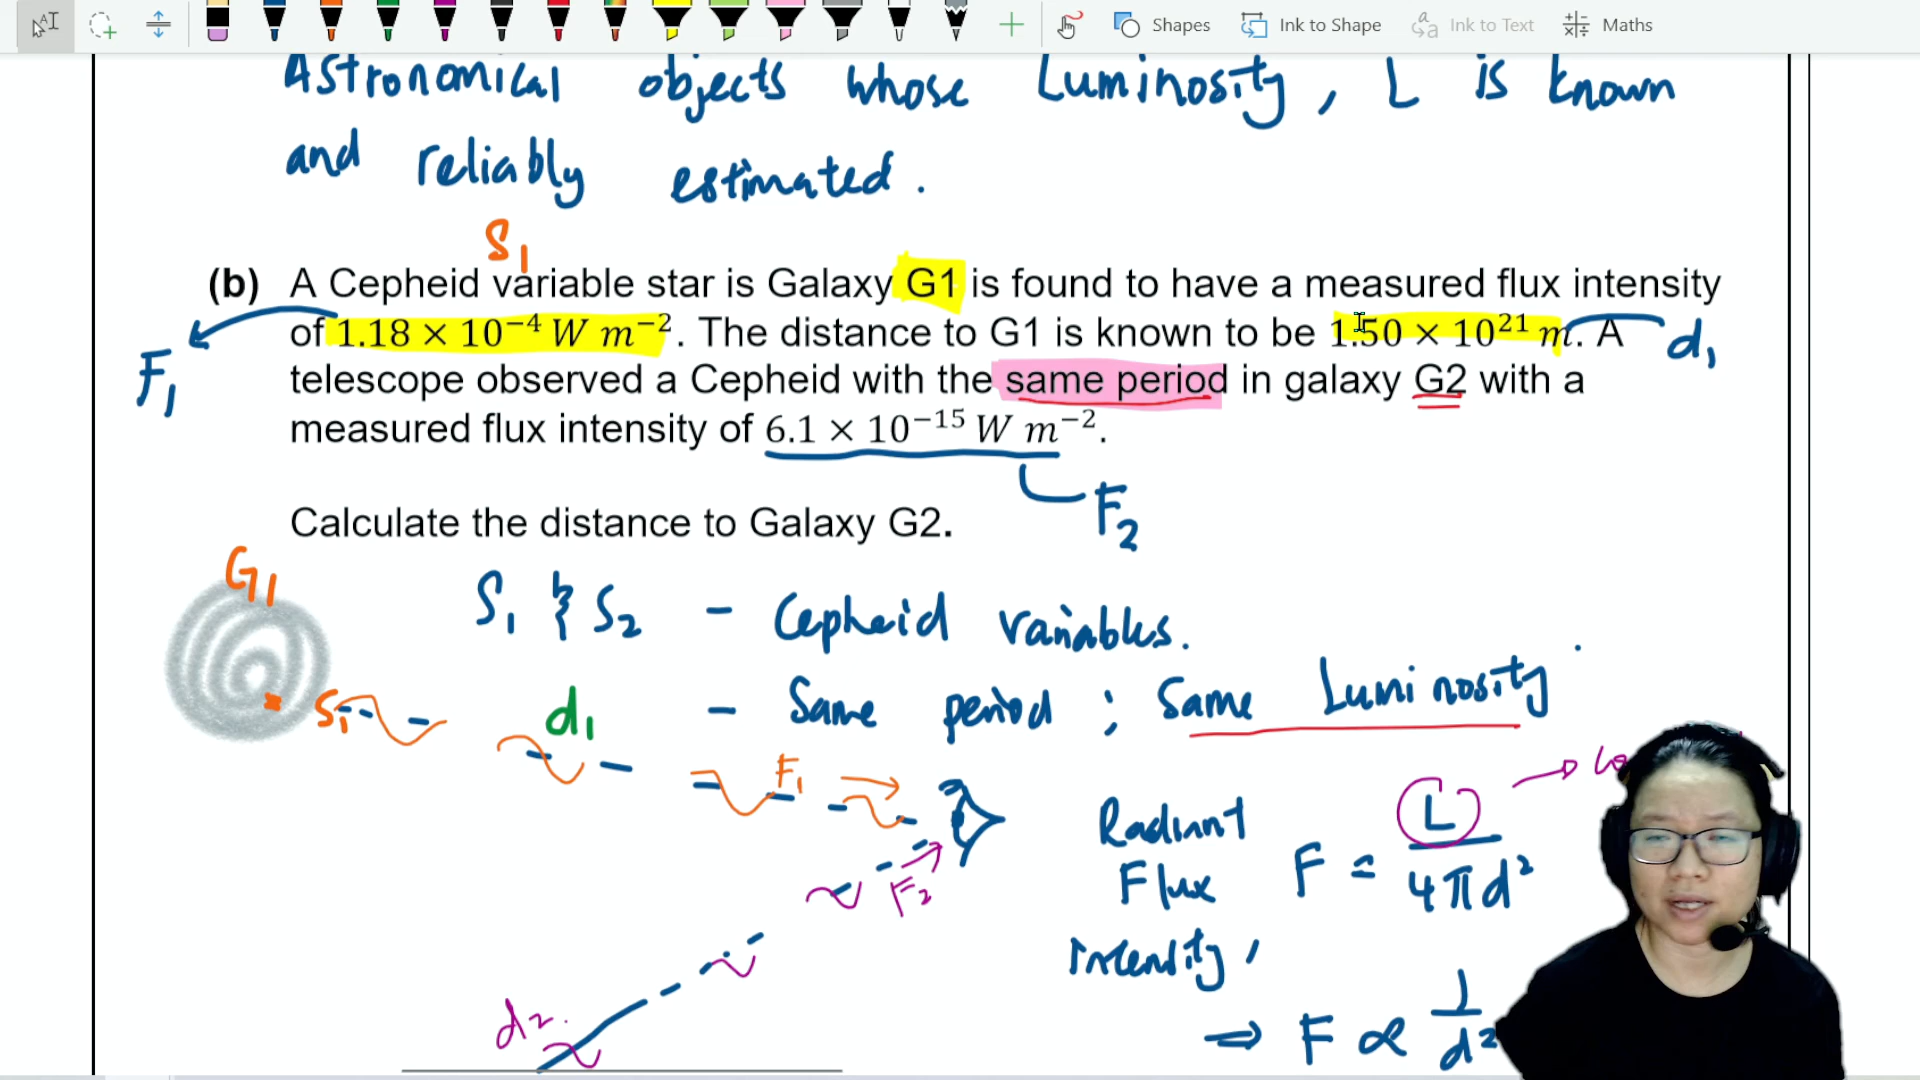 Shapes Ink to Shape Ink to Text Maths
Astronomical objects whose Luminosity, L is known
and reliably estimated.
S1
(b) A Cepheid variable star is Galaxy G1 is found to have a measured flux intensity
of 1.18 × 10⁻⁴ W m⁻². The distance to G1 is known to be 1.50 × 10²¹ m. A
d1
F1
telescope observed a Cepheid with the same period in galaxy G2 with a
measured flux intensity of 6.1 × 10⁻¹⁵ W m⁻².
F2
Calculate the distance to Galaxy G2.
G1
S1 & S2 - Cepheid variables.
S1 d1 - Same period ; Same Luminosity
F1
Radiant
Flux
Intensity,
F = L / 4πd²
F2
d2
⇒ F ∝ 1/d²